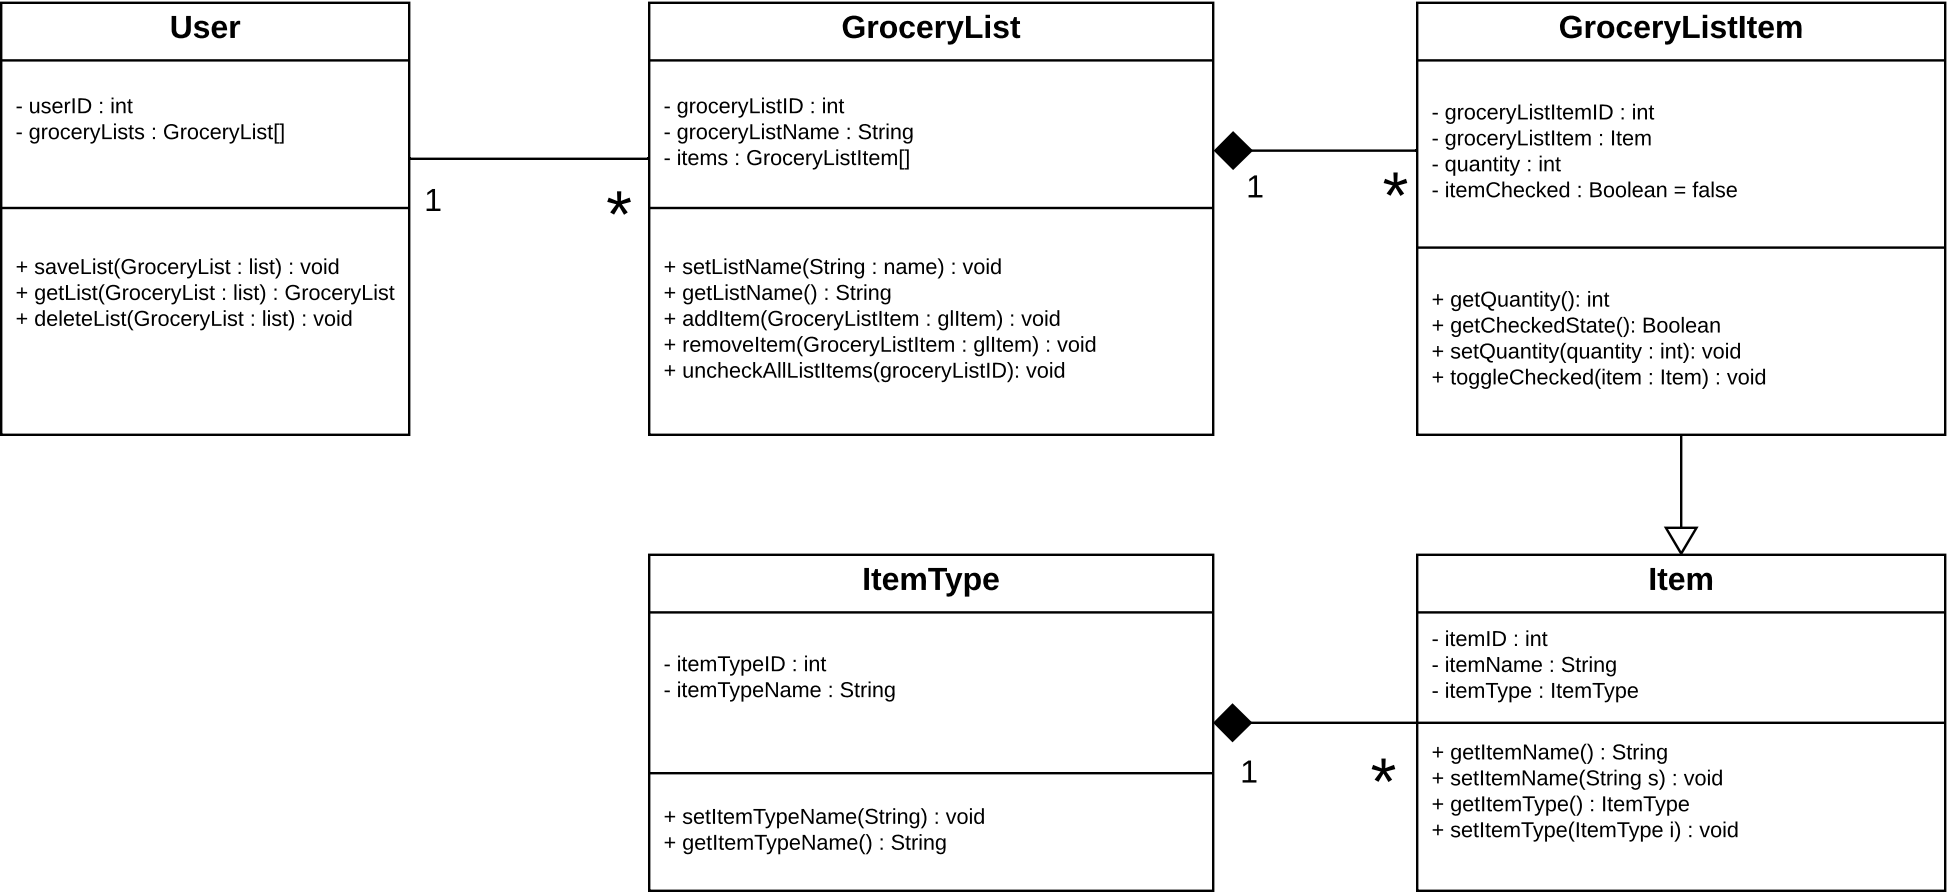 User
- userID : int
- groceryLists : GroceryList[]
+ saveList(GroceryList : list) : void
+ getList(GroceryList : list) : GroceryList
+ deleteList(GroceryList : list) : void
1
*
GroceryList
- groceryListID : int
- groceryListName : String
- items : GroceryListItem[]
+ setListName(String : name) : void
+ getListName() : String
+ addItem(GroceryListItem : glItem) : void
+ removeItem(GroceryListItem : glItem) : void
+ uncheckAllListItems(groceryListID): void
1
*
GroceryListItem
- groceryListItemID : int
- groceryListItem : Item
- quantity : int
- itemChecked : Boolean = false
+ getQuantity(): int
+ getCheckedState(): Boolean
+ setQuantity(quantity : int): void
+ toggleChecked(item : Item) : void
ItemType
- itemTypeID : int
- itemTypeName : String
+ setItemTypeName(String) : void
+ getItemTypeName() : String
1
*
Item
- itemID : int
- itemName : String
- itemType : ItemType
+ getItemName() : String
+ setItemName(String s) : void
+ getItemType() : ItemType
+ setItemType(ItemType i) : void